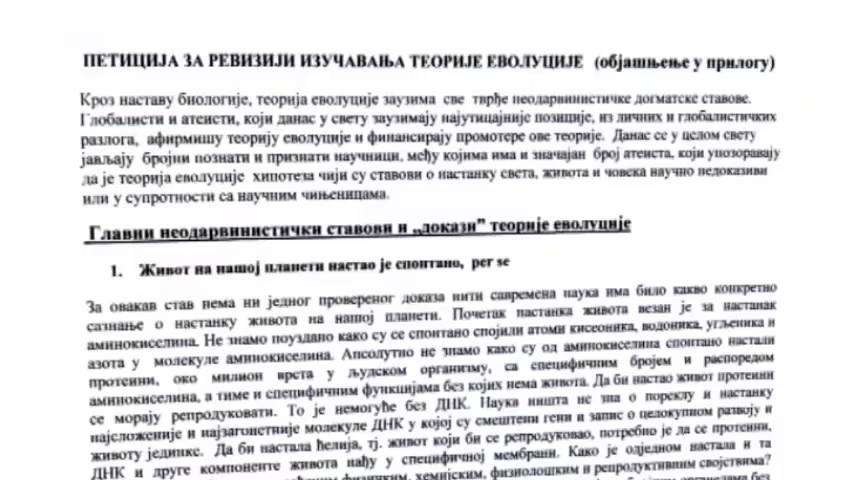 ПЕТИЦИЈА ЗА РЕВИЗИЈИ ИЗУЧАВАЊА ТЕОРИЈЕ ЕВОЛУЦИЈЕ (објашњење у прилогу)
Кроз наставу биологије, теорија еволуције заузима све тврђе неодарвинистичке догматске ставове.
Глобалисти и атеисти, који данас у свету заузимају најутицајније позиције, из личних и глобалистичких
разлога, афирмишу теорију еволуције и финансирају промотере ове теорије. Данас се у целом свету
јављају бројни познати и признати научници, међу којима има и значајан број атеиста, који упозоравају
да је теорија еволуције хипотеза чији су ставови о настанку света, живота и човека научно недоказиви
или у супротности са научним чињеницама.
Главни неодарвинистички ставови и „докази” теорије еволуције
1. Живот на нашој планети настао је спонтано, per se
За овакав став нема ни једног провереног доказа нити савремена наука има било какво конкретно
сазнање о настанку живота на нашој планети. Почетак настанка живота везан је за настанак
аминокиселина. Не знамо поуздано како су се спонтано спојили атоми кисеоника, водоника, угљеника и
азота у молекуле аминокиселина. Апсолутно не знамо како су од аминокиселина спонтано настали
протеини, око милион врста у људском организму, са специфичним бројем и распоредом
аминокиселина, а тиме и специфичним функцијама без којих нема живота. Да би настао живот протеини
се морају репродуковати. То је немогуће без ДНК. Наука ништа не зна о пореклу и настанку
најсложеније и најзагонетније молекуле ДНК у којој су смештени гени и запис о целокупном развоју и
животу јединке. Да би настала ћелија, тј. живот који би се репродуковао, потребно је да се протеини,
ДНК и друге компоненте живота нађу у специфичној мембрани. Како је одједном настала и та
физичким, хемијским, физиолошким и репродуктивним својствима?